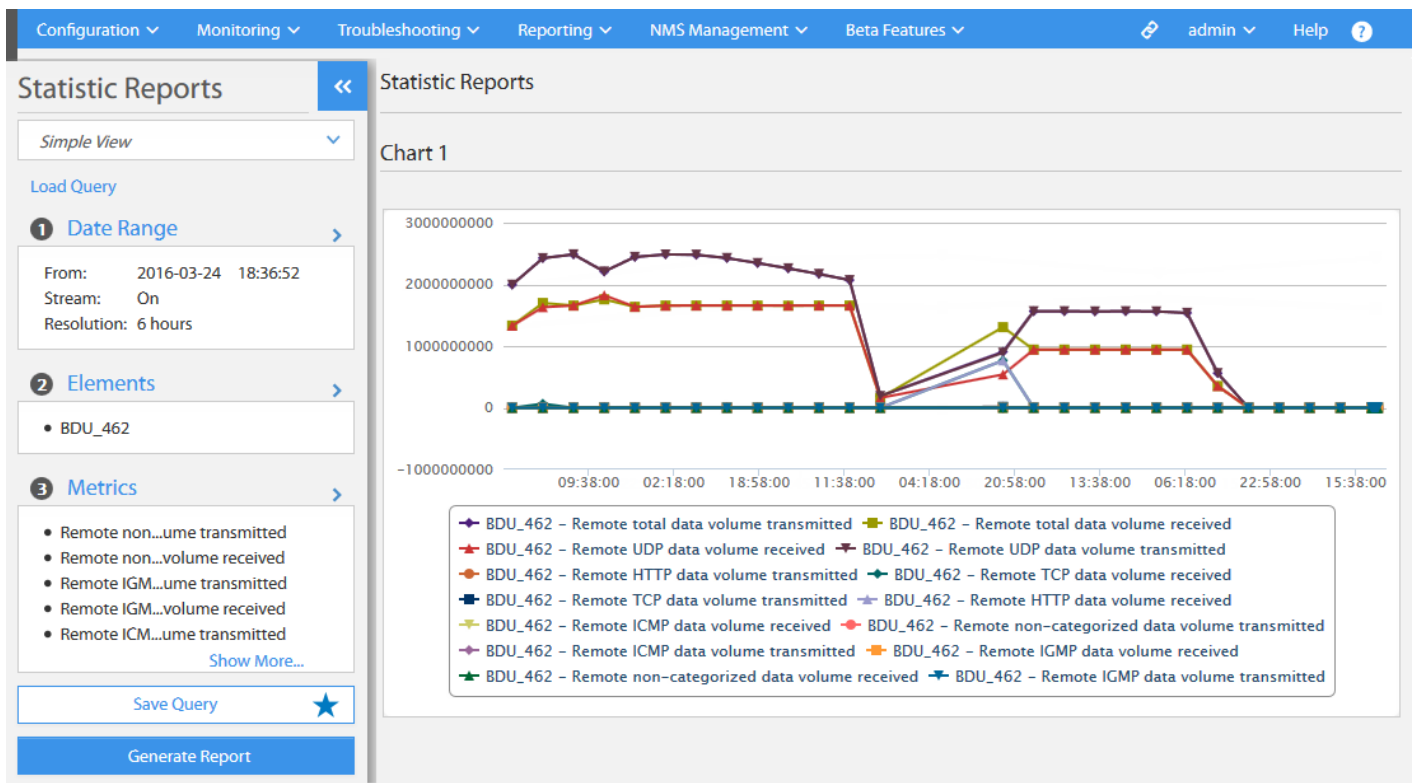 Configuration Monitoring Troubleshooting Reporting NMS Management Beta Features admin Help ?
Statistic Reports
Simple View
Load Query
1 Date Range
From: 2016-03-24 18:36:52
Stream: On
Resolution: 6 hours
2 Elements
• BDU_462
3 Metrics
• Remote non...ume transmitted
• Remote non...volume received
• Remote IGM...ume transmitted
• Remote IGM...volume received
• Remote ICM...ume transmitted
Show More...
Save Query
Generate Report
Statistic Reports
Chart 1
3000000000
2000000000
1000000000
0
-1000000000
09:38:00 02:18:00 18:58:00 11:38:00 04:18:00 20:58:00 13:38:00 06:18:00 22:58:00 15:38:00
BDU_462 - Remote total data volume transmitted BDU_462 - Remote total data volume received
BDU_462 - Remote UDP data volume received BDU_462 - Remote UDP data volume transmitted
BDU_462 - Remote HTTP data volume transmitted BDU_462 - Remote TCP data volume received
BDU_462 - Remote TCP data volume transmitted BDU_462 - Remote HTTP data volume received
BDU_462 - Remote ICMP data volume received BDU_462 - Remote non-categorized data volume transmitted
BDU_462 - Remote ICMP data volume transmitted BDU_462 - Remote IGMP data volume received
BDU_462 - Remote non-categorized data volume received BDU_462 - Remote IGMP data volume transmitted